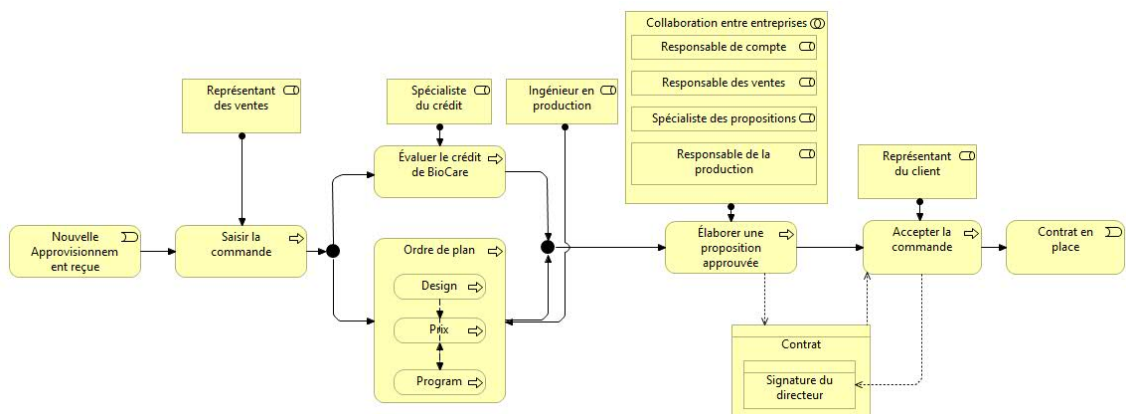 Collaboration entre entreprises
Responsable de compte
Responsable des ventes
Spécialiste des propositions
Responsable de la
production
Représentant
des ventes
Spécialiste
du crédit
Ingénieur en
production
Représentant
du client
Évaluer le crédit
de BioCare
Nouvelle
Approvisionnem
ent reçue
Saisir la
commande
Ordre de plan
Design
Prix
Program
Élaborer une
proposition
approuvée
Accepter la
commande
Contrat en
place
Contrat
Signature du
directeur